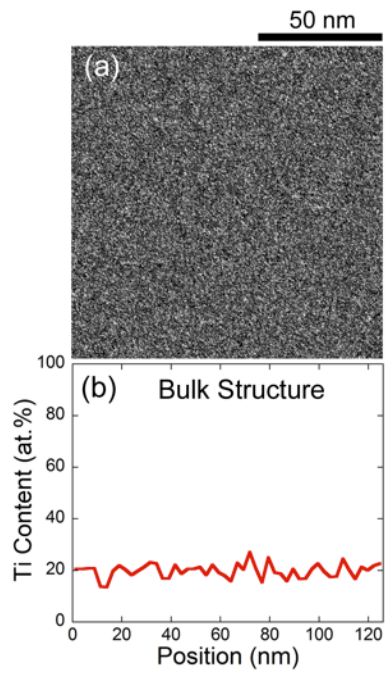 50 nm
(a)
(b) Bulk Structure
Ti Content (at.%)
100
80
60
40
20
0
0 20 40 60 80 100 120
Position (nm)